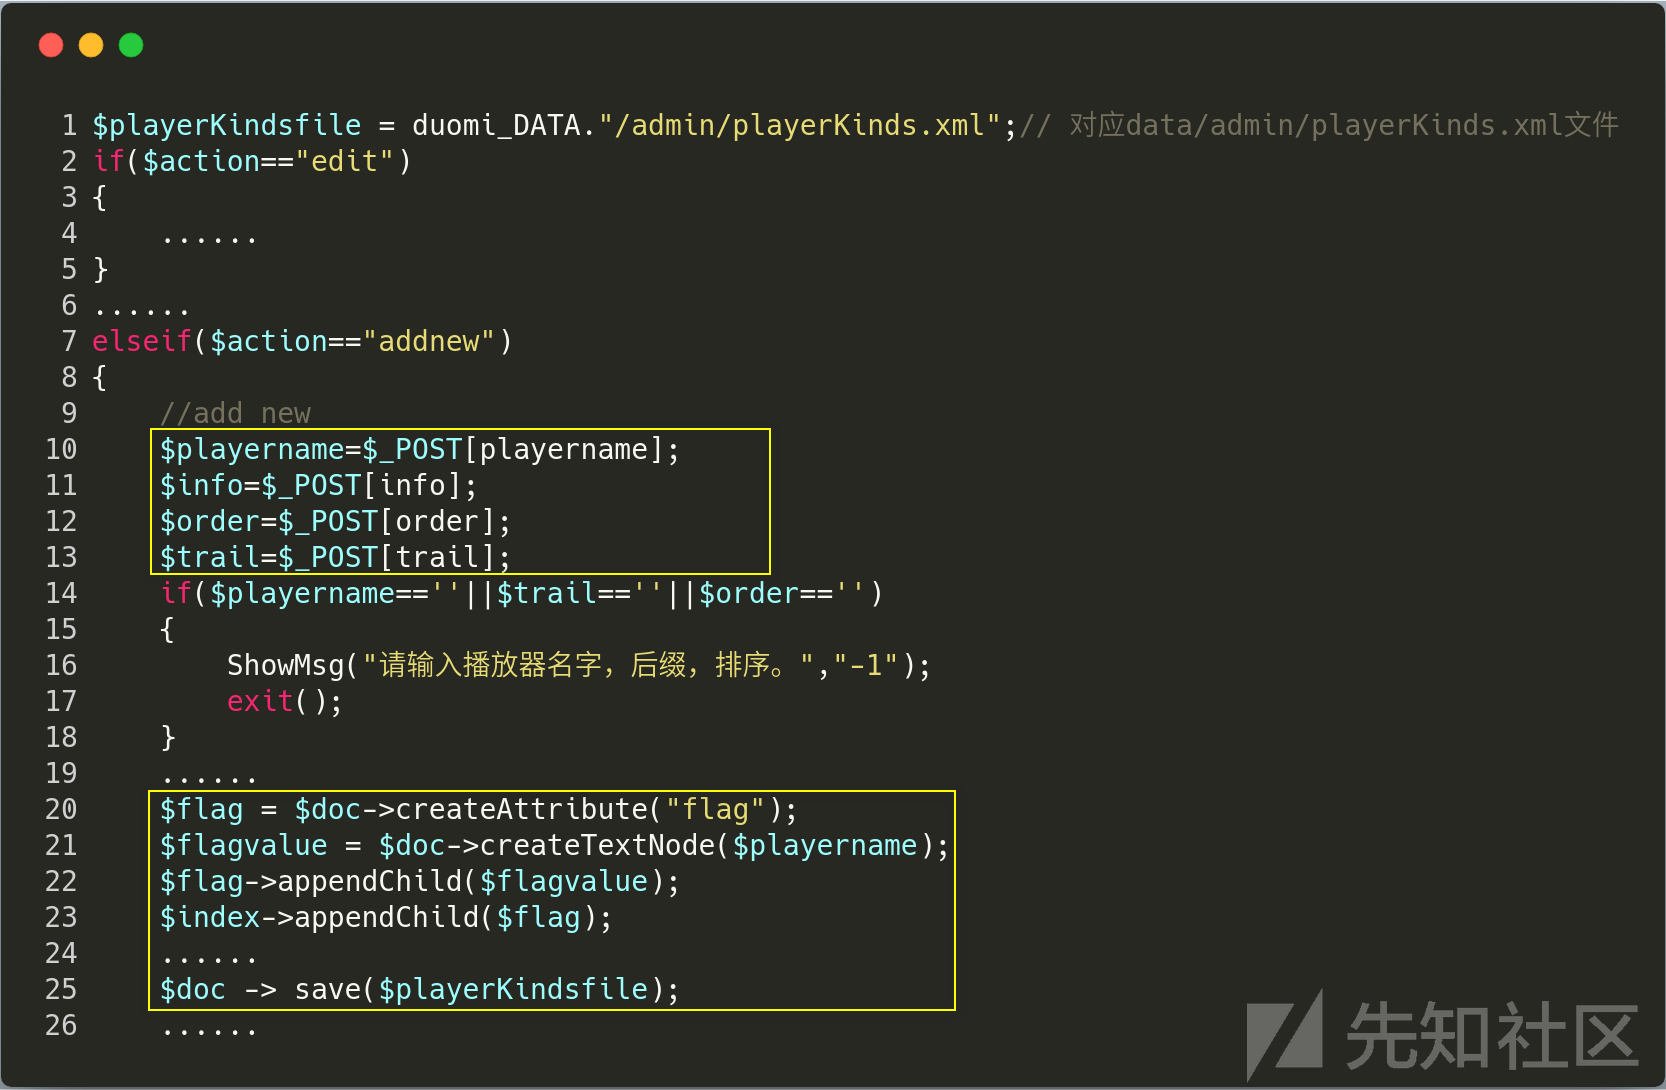 1 $playerKindsfile = duomi_DATA."/admin/playerKinds.xml";// 对应data/admin/playerKinds.xml文件
2 if($action=="edit")
3 {
4     ......
5 }
6 ......
7 elseif($action=="addnew")
8 {
9     //add new
10     $playername=$_POST[playername];
11     $info=$_POST[info];
12     $order=$_POST[order];
13     $trail=$_POST[trail];
14     if($playername==''||$trail==''||$order=='')
15     {
16         ShowMsg("请输入播放器名字，后缀，排序。","-1");
17         exit();
18     }
19     ......
20     $flag = $doc->createAttribute("flag");
21     $flagvalue = $doc->createTextNode($playername);
22     $flag->appendChild($flagvalue);
23     $index->appendChild($flag);
24     ......
25     $doc -> save($playerKindsfile);
26     ......
先知社区